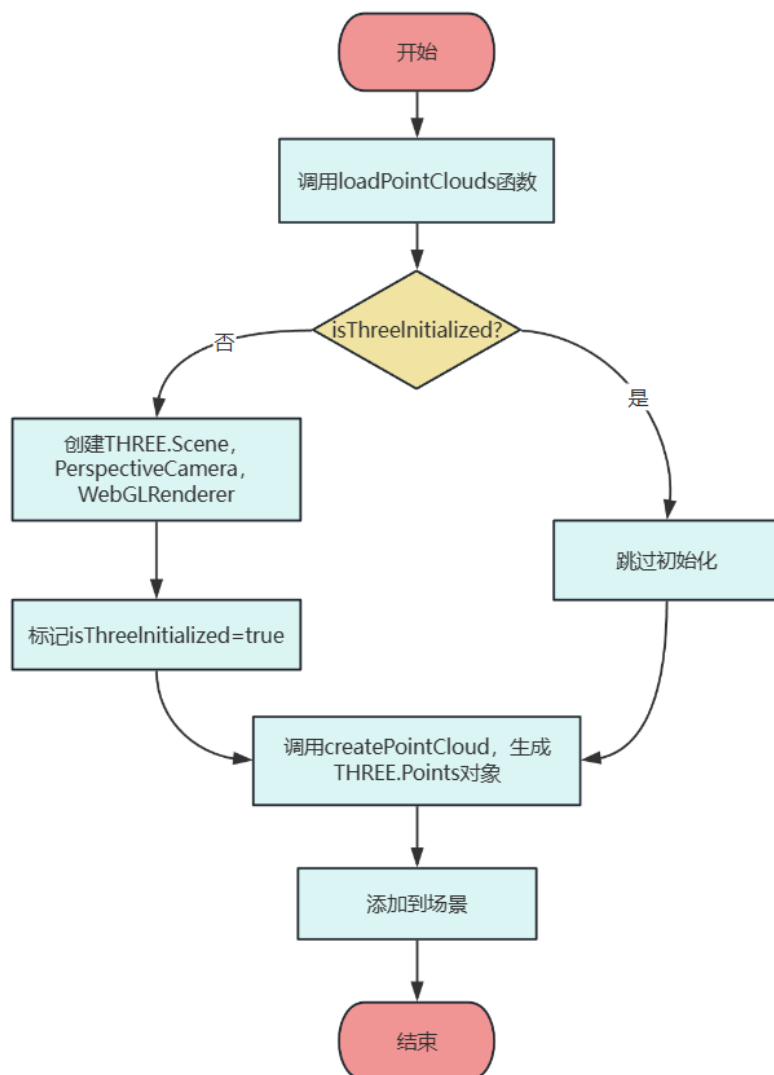 开始
调用loadPointClouds函数
isThreeInitialized?
否
是
创建THREE.Scene，
PerspectiveCamera，
WebGLRenderer
跳过初始化
标记isThreeInitialized=true
调用createPointCloud，生成
THREE.Points对象
添加到场景
结束